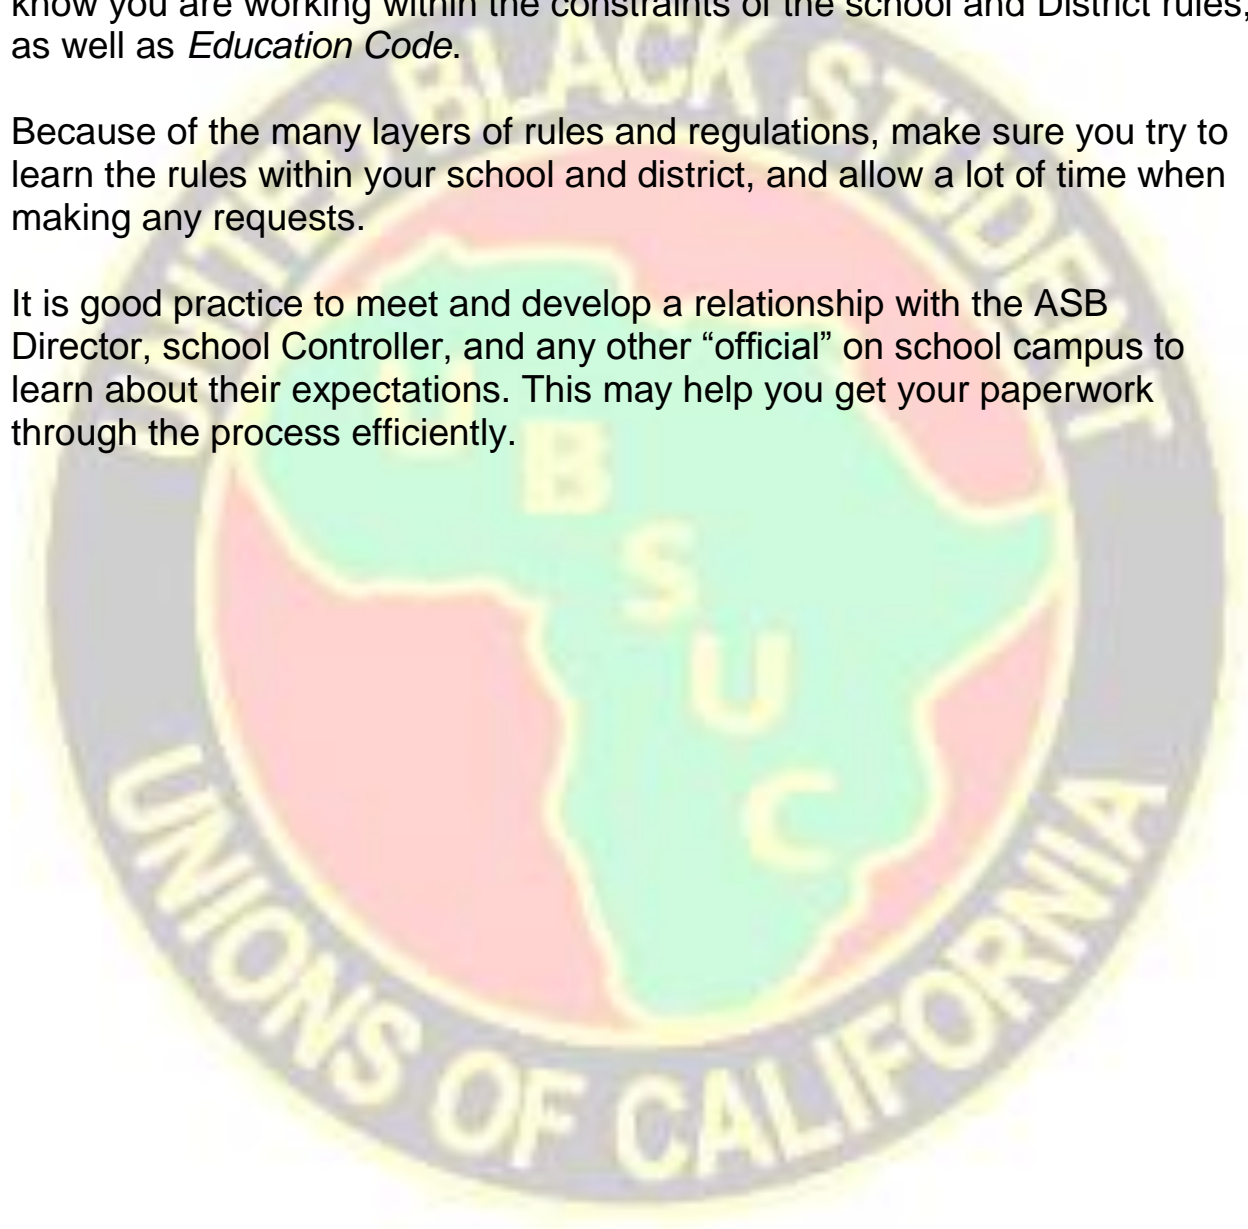 know you are working within the constraints of the school and District rules,
as well as Education Code.
Because of the many layers of rules and regulations, make sure you try to
learn the rules within your school and district, and allow a lot of time when
making any requests.
It is good practice to meet and develop a relationship with the ASB
Director, school Controller, and any other “official” on school campus to
learn about their expectations. This may help you get your paperwork
through the process efficiently.
UNITED BLACK STUDENT
U
B
S
U
C
UNIONS OF CALIFORNIA